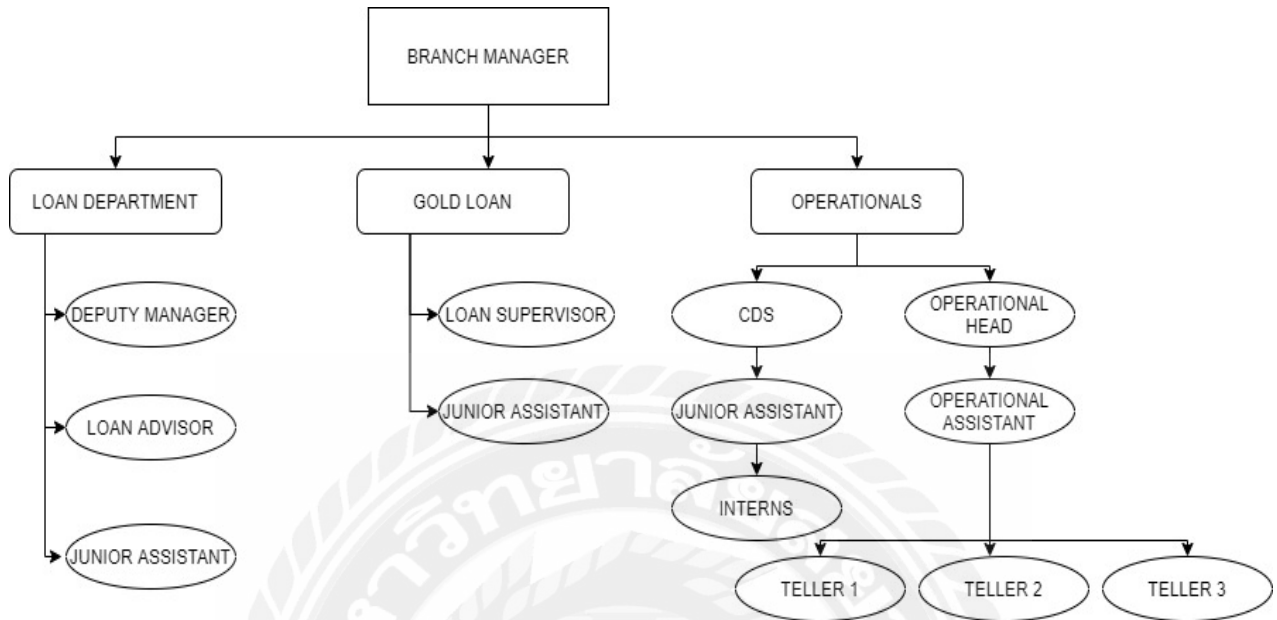 BRANCH MANAGER
LOAN DEPARTMENT
GOLD LOAN
OPERATIONALS
DEPUTY MANAGER
LOAN SUPERVISOR
CDS
OPERATIONAL
HEAD
LOAN ADVISOR
JUNIOR ASSISTANT
JUNIOR ASSISTANT
OPERATIONAL
ASSISTANT
INTERNS
JUNIOR ASSISTANT
TELLER 1
TELLER 2
TELLER 3